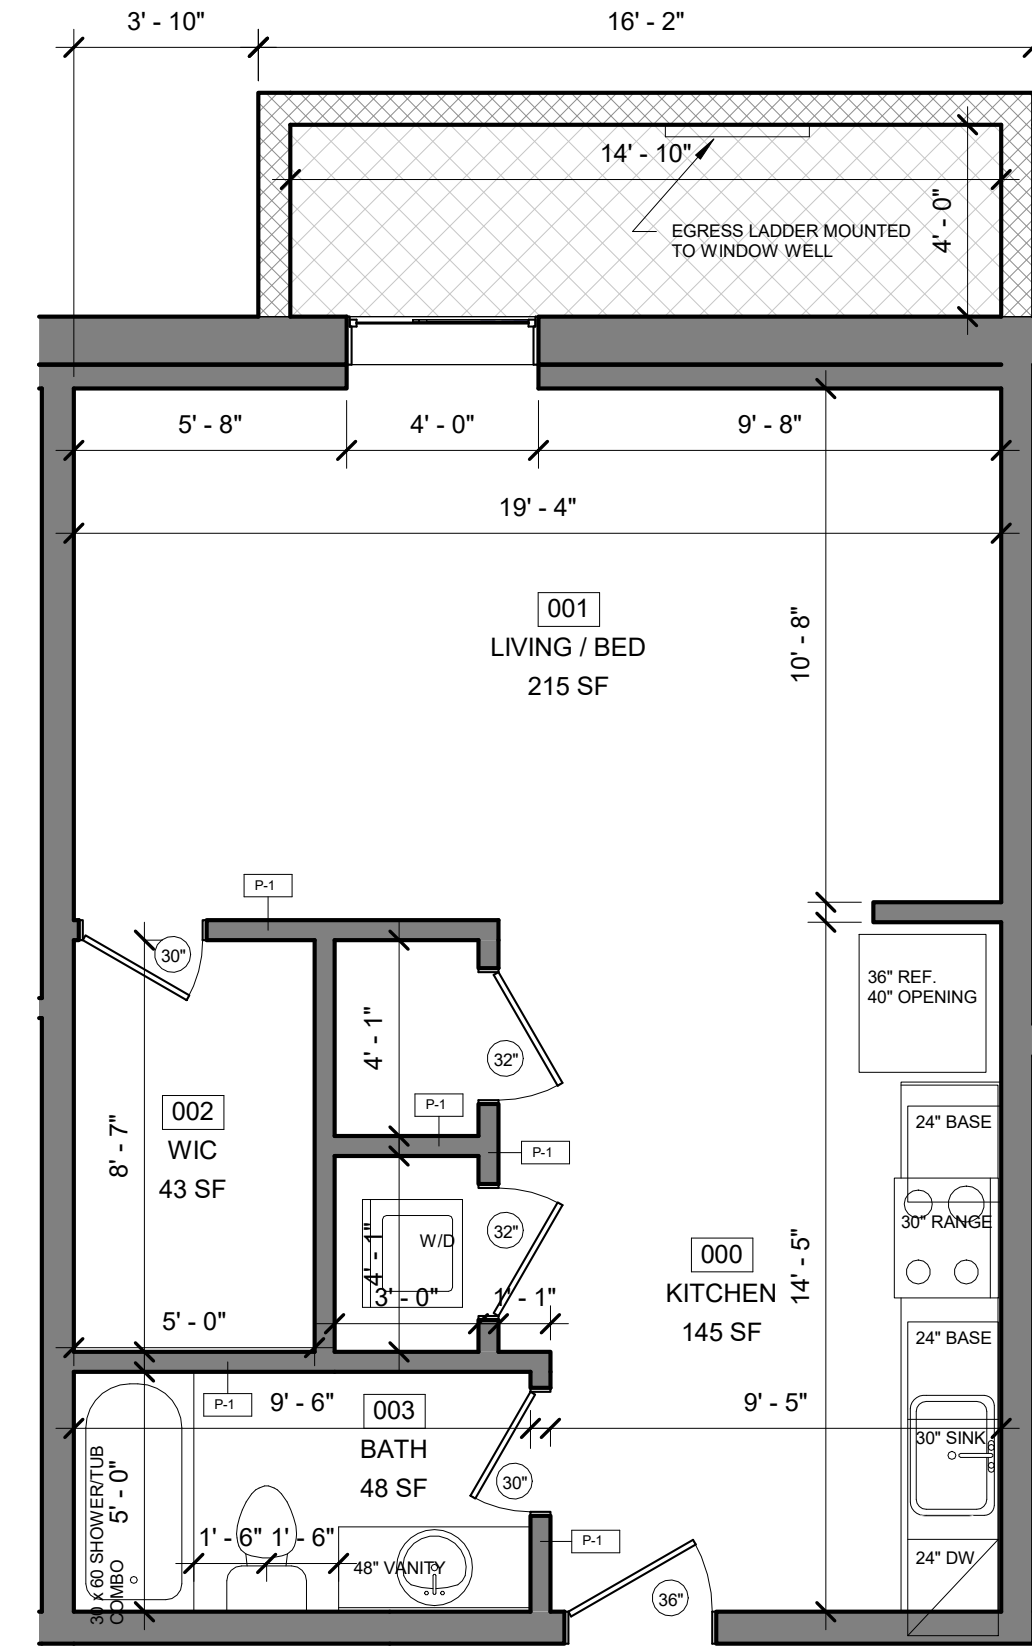 3' - 10"
16' - 2"
14' - 10"
4' - 0"
EGRESS LADDER MOUNTED
TO WINDOW WELL
5' - 8"
4' - 0"
9' - 8"
19' - 4"
001
LIVING / BED
215 SF
10' - 8"
P-1
30"
36" REF.
40" OPENING
4' - 1"
32"
002
WIC
43 SF
8' - 7"
P-1
P-1
24" BASE
W/D
32"
4' - 1"
3' - 0"
1' - 1"
30" RANGE
000
KITCHEN
145 SF
14' - 5"
5' - 0"
24" BASE
P-1
9' - 6"
003
BATH
48 SF
9' - 5"
30" SINK
30 x 60 SHOWER/TUB
COMBO
5' - 0"
30"
1' - 6"
1' - 6"
48" VANITY
P-1
24" DW
36"